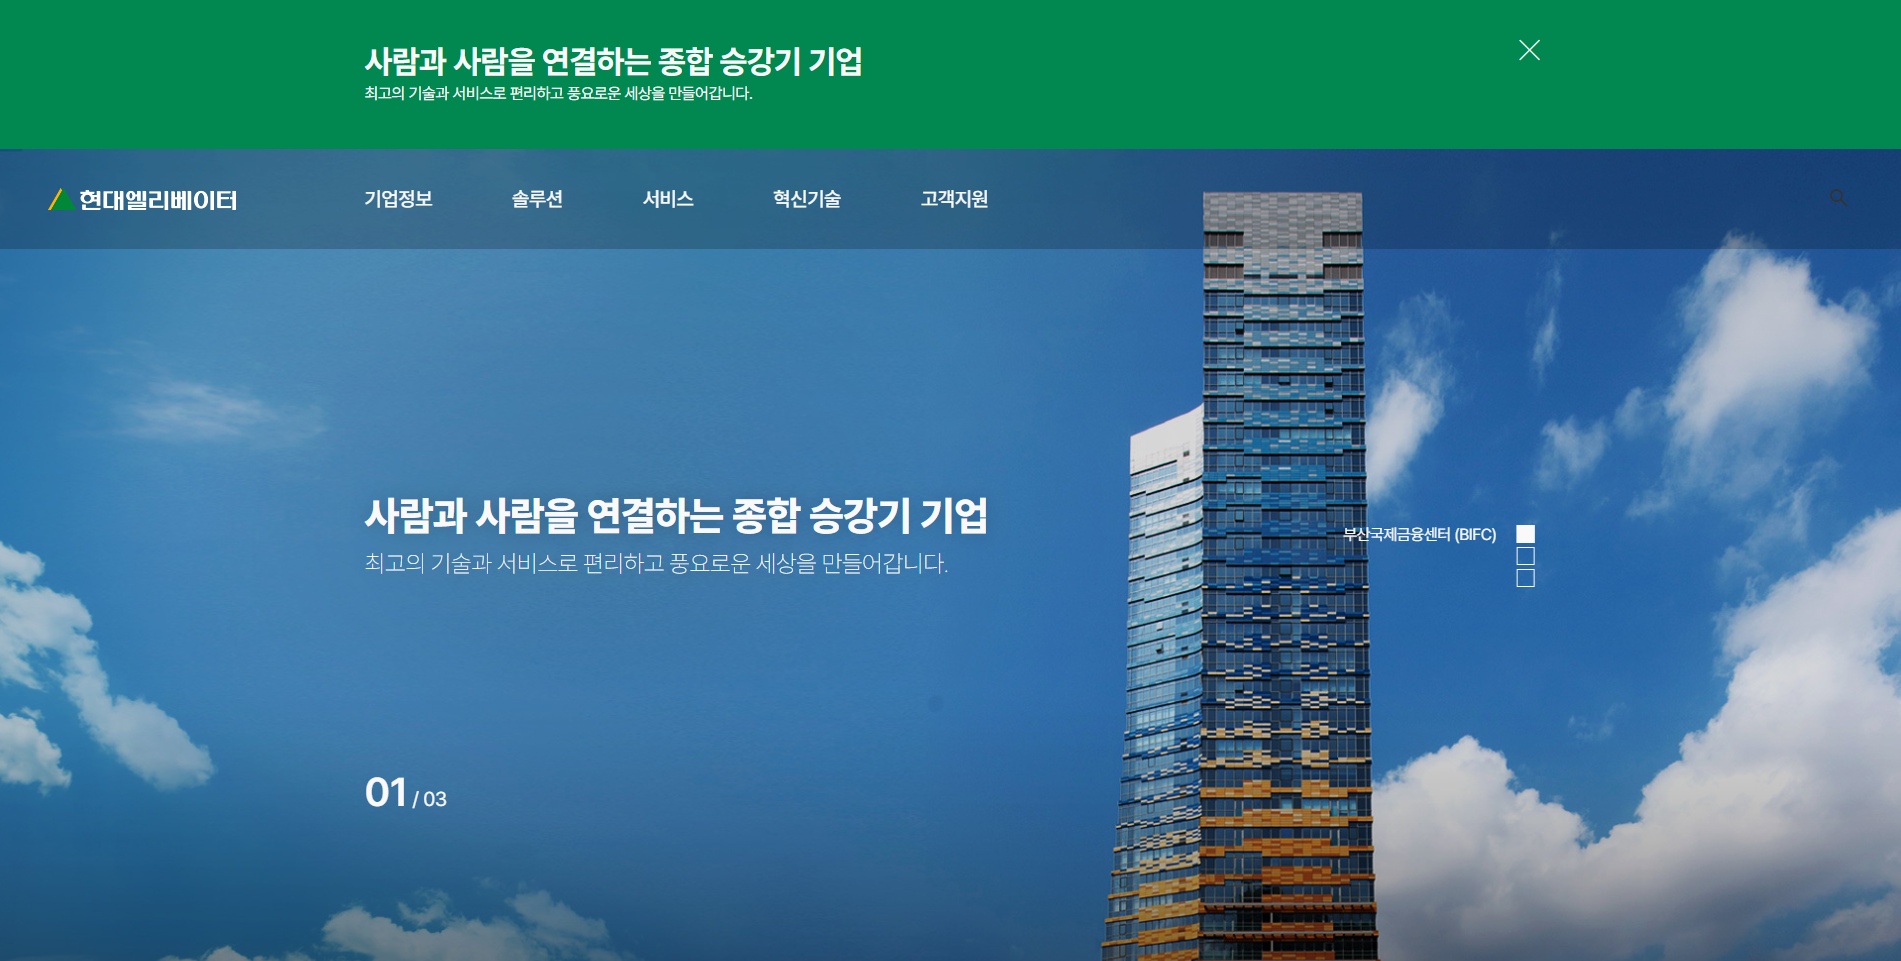 사람과 사람을 연결하는 종합 승강기 기업
최고의 기술과 서비스로 편리하고 풍요로운 세상을 만들어갑니다.
현대엘리베이터
기업정보
솔루션
서비스
혁신기술
고객지원
사람과 사람을 연결하는 종합 승강기 기업
최고의 기술과 서비스로 편리하고 풍요로운 세상을 만들어갑니다.
부산국제금융센터 (BIFC)
01 / 03